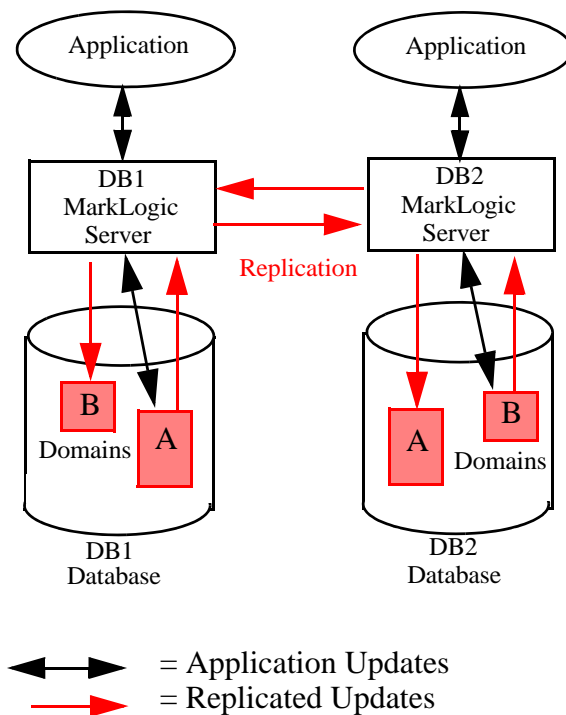 Application
Application
DB1
MarkLogic
Server
DB2
MarkLogic
Server
Replication
B
A
Domains
A
B
Domains
DB1
Database
DB2
Database
= Application Updates
= Replicated Updates